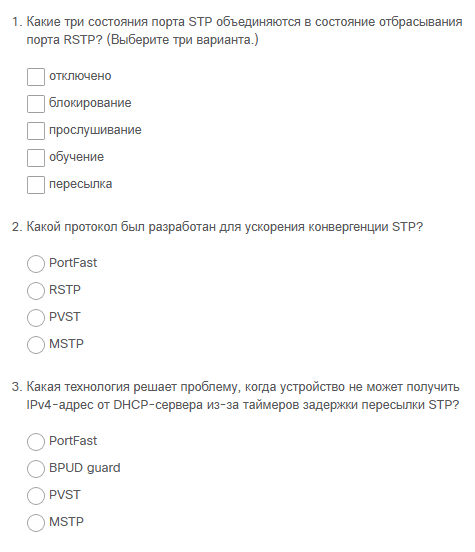 1. Какие три состояния порта STP объединяются в состояние отбрасывания
порта RSTP? (Выберите три варианта.)
отключено
блокирование
прослушивание
обучение
пересылка
2. Какой протокол был разработан для ускорения конвергенции STP?
PortFast
RSTP
PVST
MSTP
3. Какая технология решает проблему, когда устройство не может получить
IPv4-адрес от DHCP-сервера из-за таймеров задержки пересылки STP?
PortFast
BPUD guard
PVST
MSTP